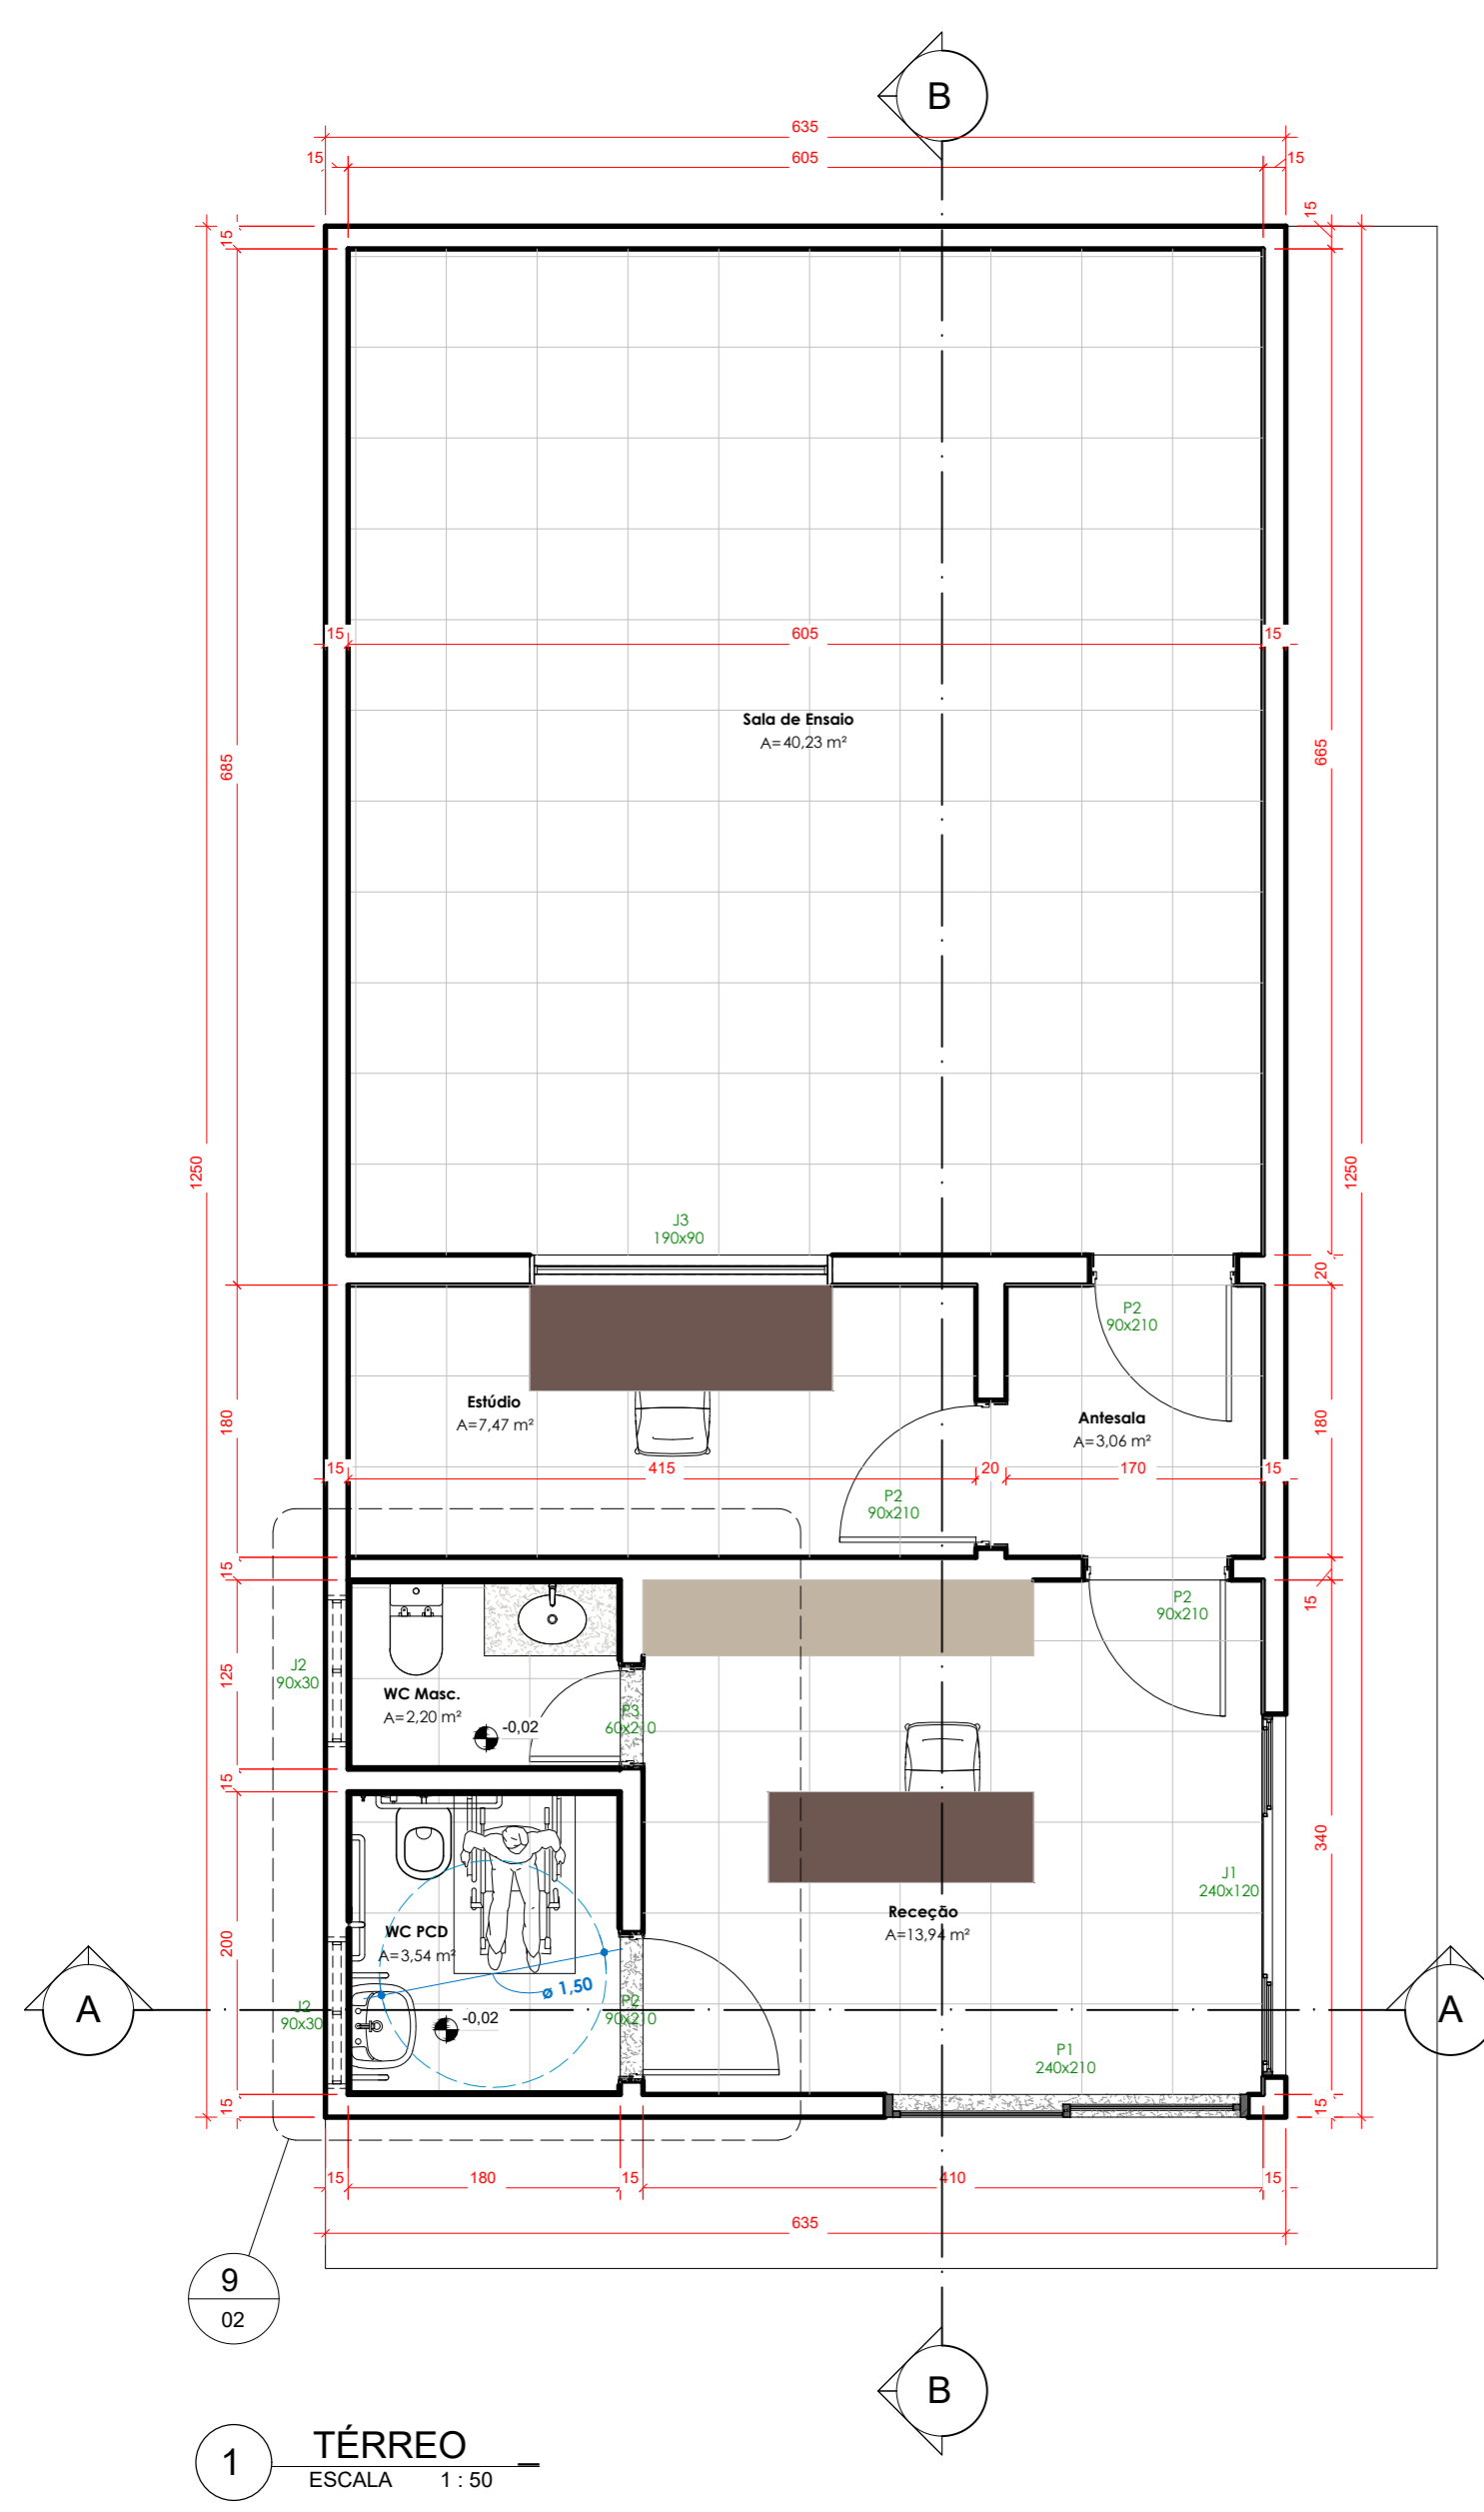 B
635
15
605
15
15
15
15
605
15
Sala de Ensaio
A=40,23 m²
685
665
1250
1250
J3
190x90
20
P2
90x210
Estúdio
A=7,47 m²
Antesala
A=3,06 m²
180
180
15
415
20
170
15
P2
90x210
15
15
P2
90x210
J2
90x30
125
WC Masc.
A=2,20 m²
-0,02
P3
60x210
15
340
J1
240x120
Receção
A=13,94 m²
200
WC PCD
A=3,54 m²
ø 1,50
A
A
J2
90x30
-0,02
P2
90x210
P1
240x210
15
15
15
180
15
410
15
635
9
02
B
1
TÉRREO
ESCALA 1 : 50